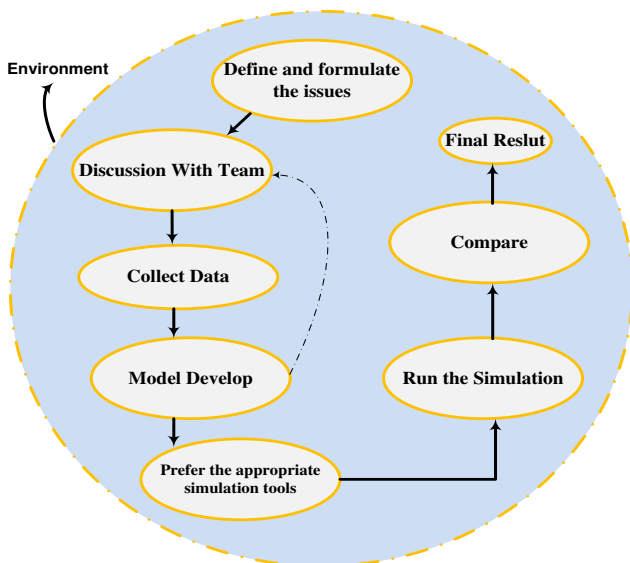 Environment
Define and formulate
the issues
Discussion With Team
Collect Data
Model Develop
Prefer the appropriate
simulation tools
Run the Simulation
Compare
Final Reslut